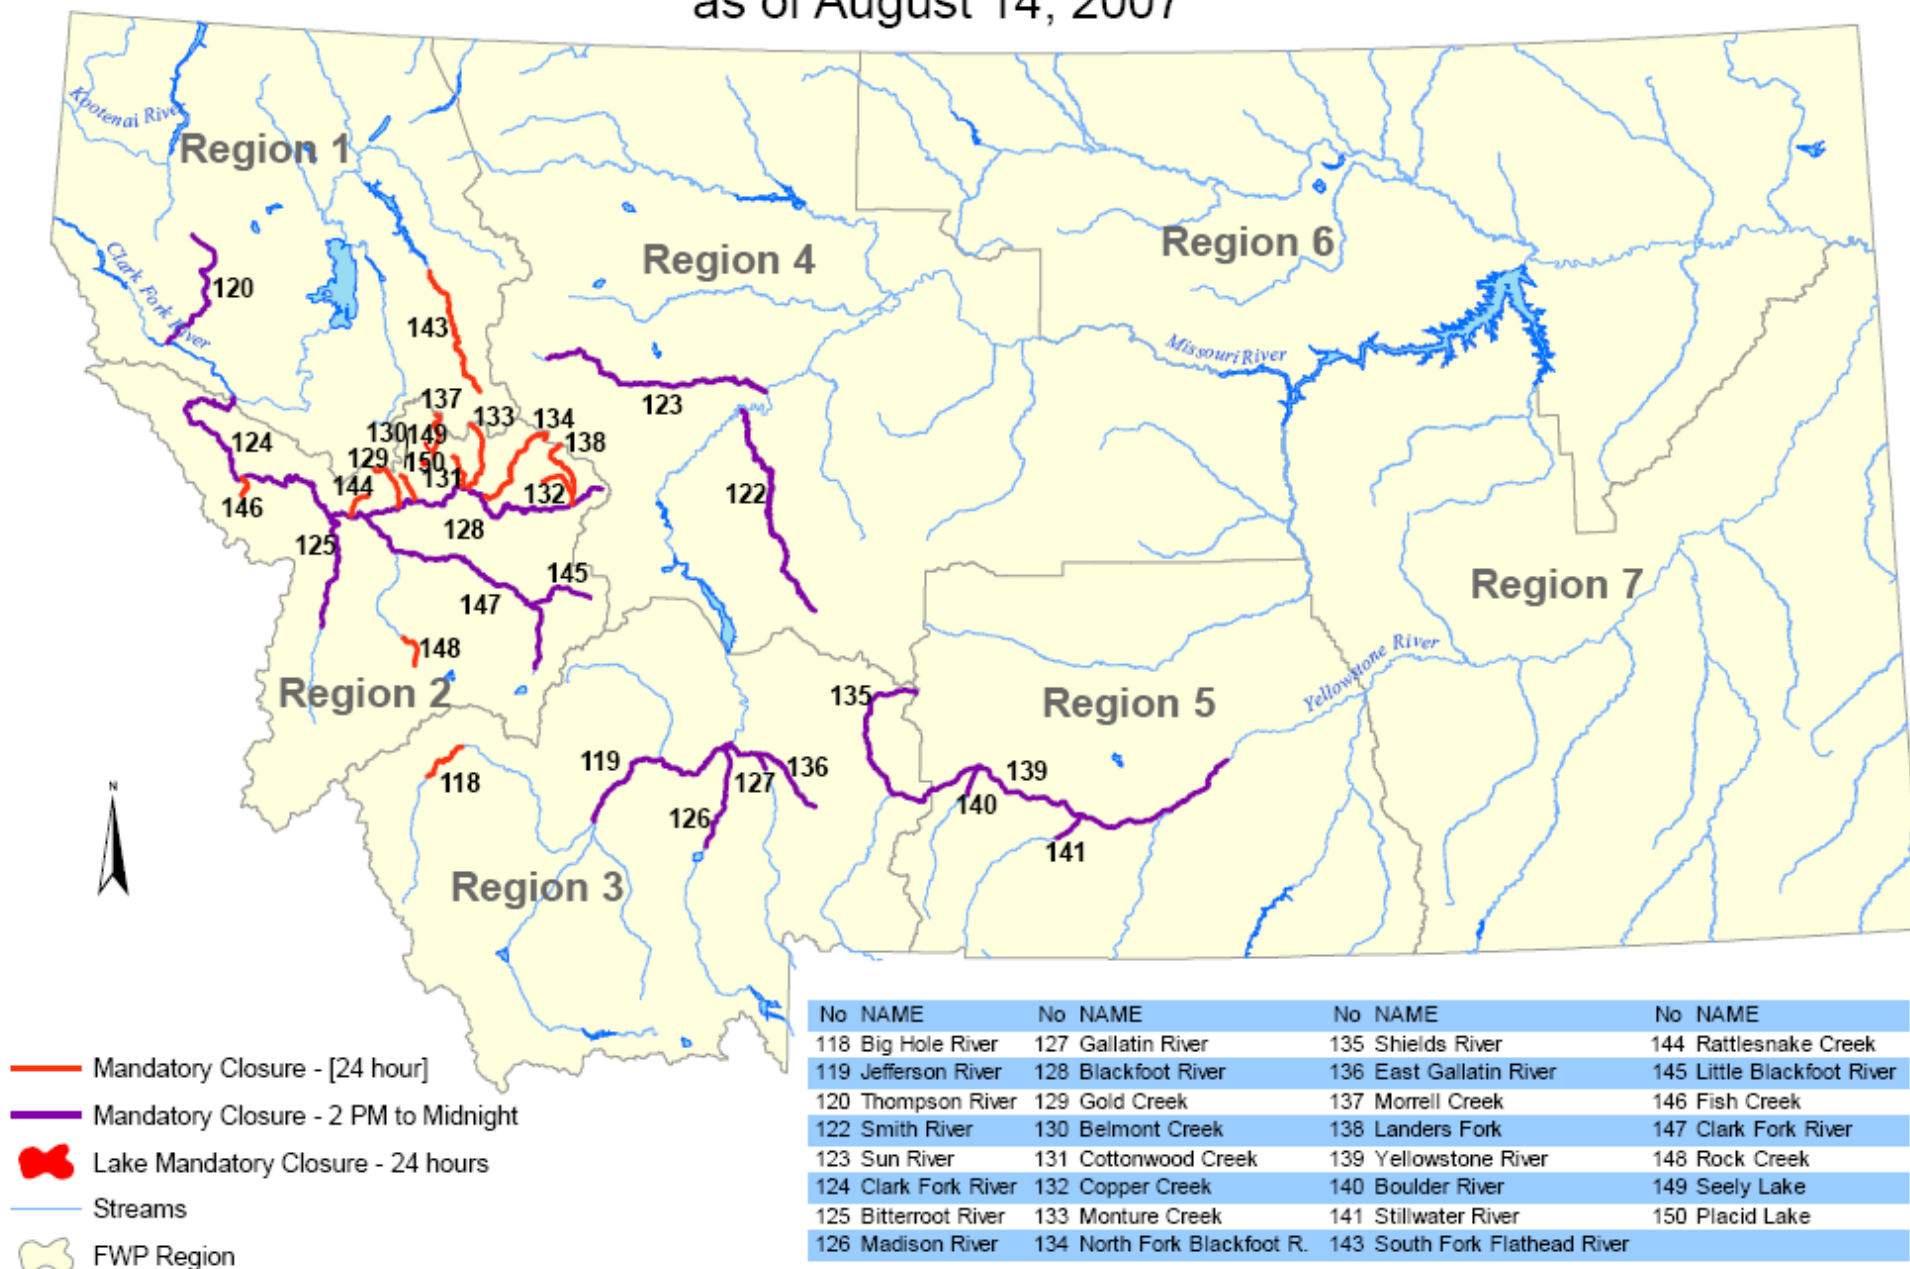 as of August 14, 2007
Kootenai River
Region 1
Clark Fork River
120
143
Region 4
Region 6
Missouri River
137
133
134
138
123
130
149
124
129
150
131
144
132
146
128
122
125
145
147
Region 7
148
Region 2
Yellowstone River
135
Region 5
119
118
136
127
139
140
126
141
Region 3
N
Mandatory Closure - [24 hour]
Mandatory Closure - 2 PM to Midnight
Lake Mandatory Closure - 24 hours
Streams
FWP Region
No NAME No NAME No NAME No NAME
118 Big Hole River 127 Gallatin River 135 Shields River 144 Rattlesnake Creek
119 Jefferson River 128 Blackfoot River 136 East Gallatin River 145 Little Blackfoot River
120 Thompson River 129 Gold Creek 137 Morrell Creek 146 Fish Creek
122 Smith River 130 Belmont Creek 138 Landers Fork 147 Clark Fork River
123 Sun River 131 Cottonwood Creek 139 Yellowstone River 148 Rock Creek
124 Clark Fork River 132 Copper Creek 140 Boulder River 149 Seely Lake
125 Bitterroot River 133 Monture Creek 141 Stillwater River 150 Placid Lake
126 Madison River 134 North Fork Blackfoot R. 143 South Fork Flathead River